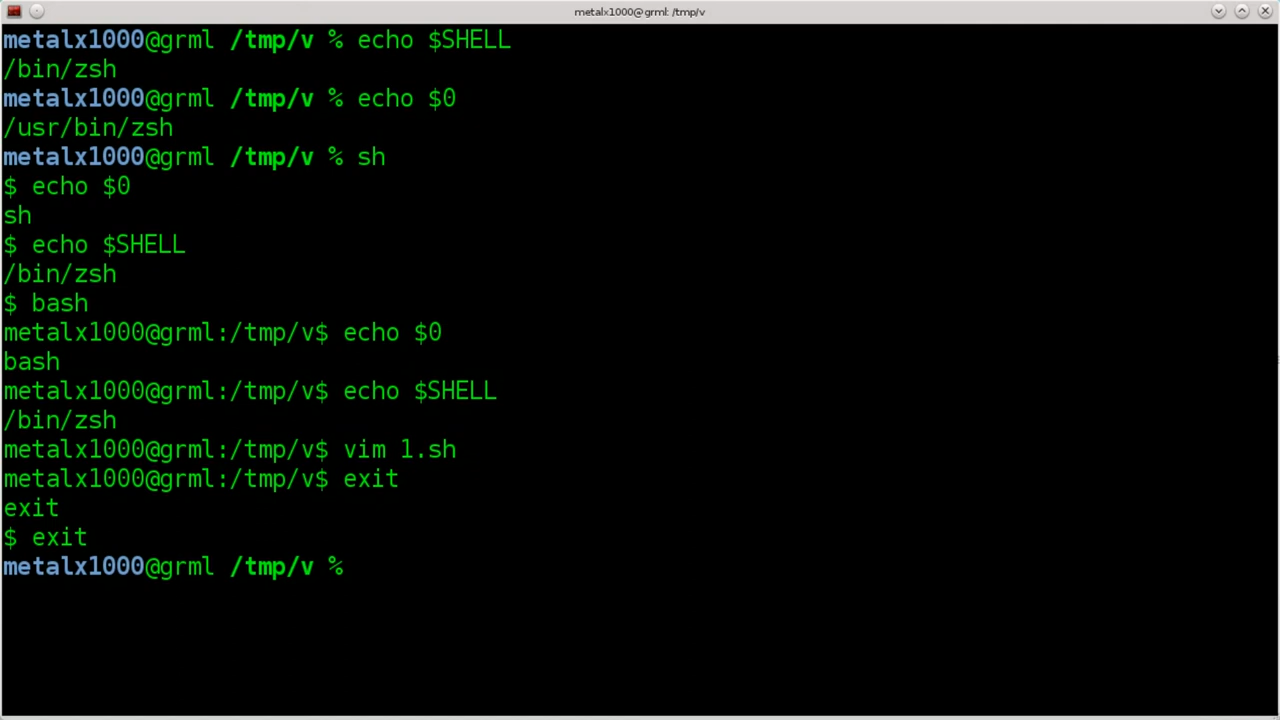 metalx1000@grml: /tmp/v
metalx1000@grml /tmp/v % echo $SHELL
/bin/zsh
metalx1000@grml /tmp/v % echo $0
/usr/bin/zsh
metalx1000@grml /tmp/v % sh
$ echo $0
sh
$ echo $SHELL
/bin/zsh
$ bash
metalx1000@grml:/tmp/v$ echo $0
bash
metalx1000@grml:/tmp/v$ echo $SHELL
/bin/zsh
metalx1000@grml:/tmp/v$ vim 1.sh
metalx1000@grml:/tmp/v$ exit
exit
$ exit
metalx1000@grml /tmp/v %